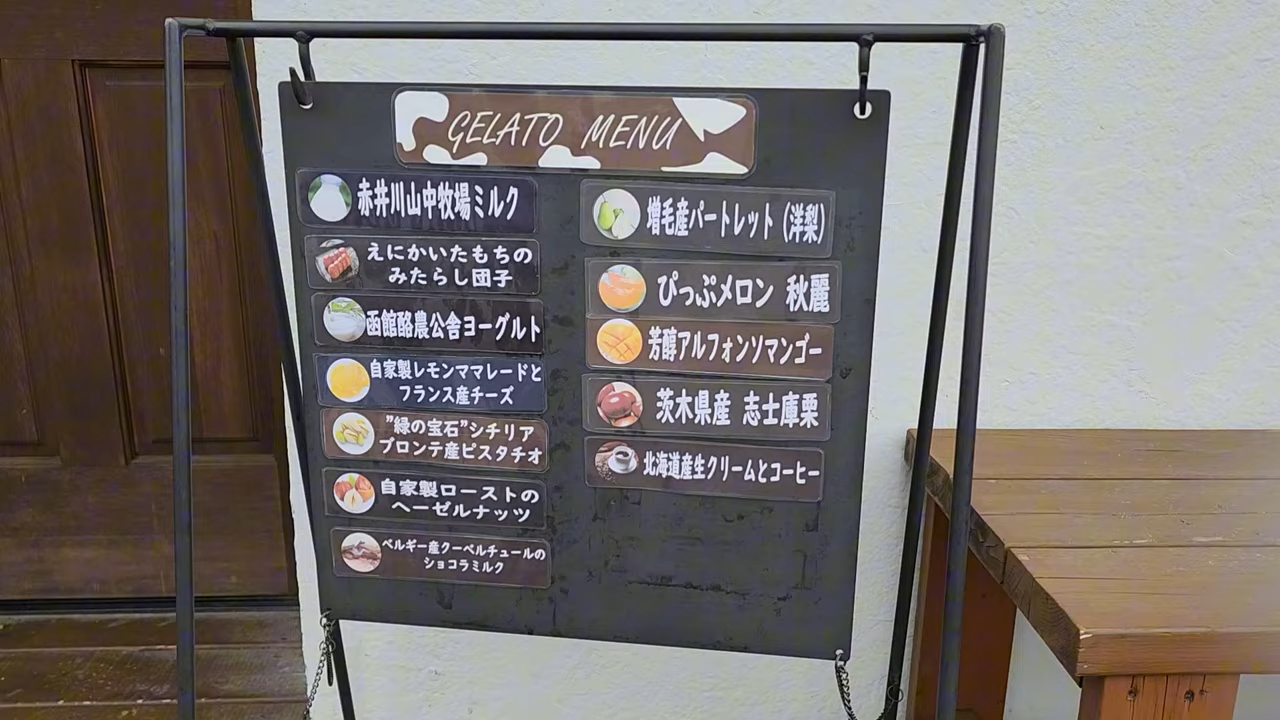 GELATO MENU
赤井川山中牧場ミルク
えにかいたもちの
みたらし団子
函館酪農公舎ヨーグルト
自家製レモンママレードと
フランス産チーズ
"緑の宝石"シチリア
ブロンテ産ピスタチオ
自家製ローストの
ヘーゼルナッツ
ベルギー産クーベルチュールの
ショコラミルク
増毛産パートレット (洋梨)
ぴっぷメロン 秋麗
芳醇アルフォンソマンゴー
茨木県産 志士庫栗
北海道産生クリームとコーヒー